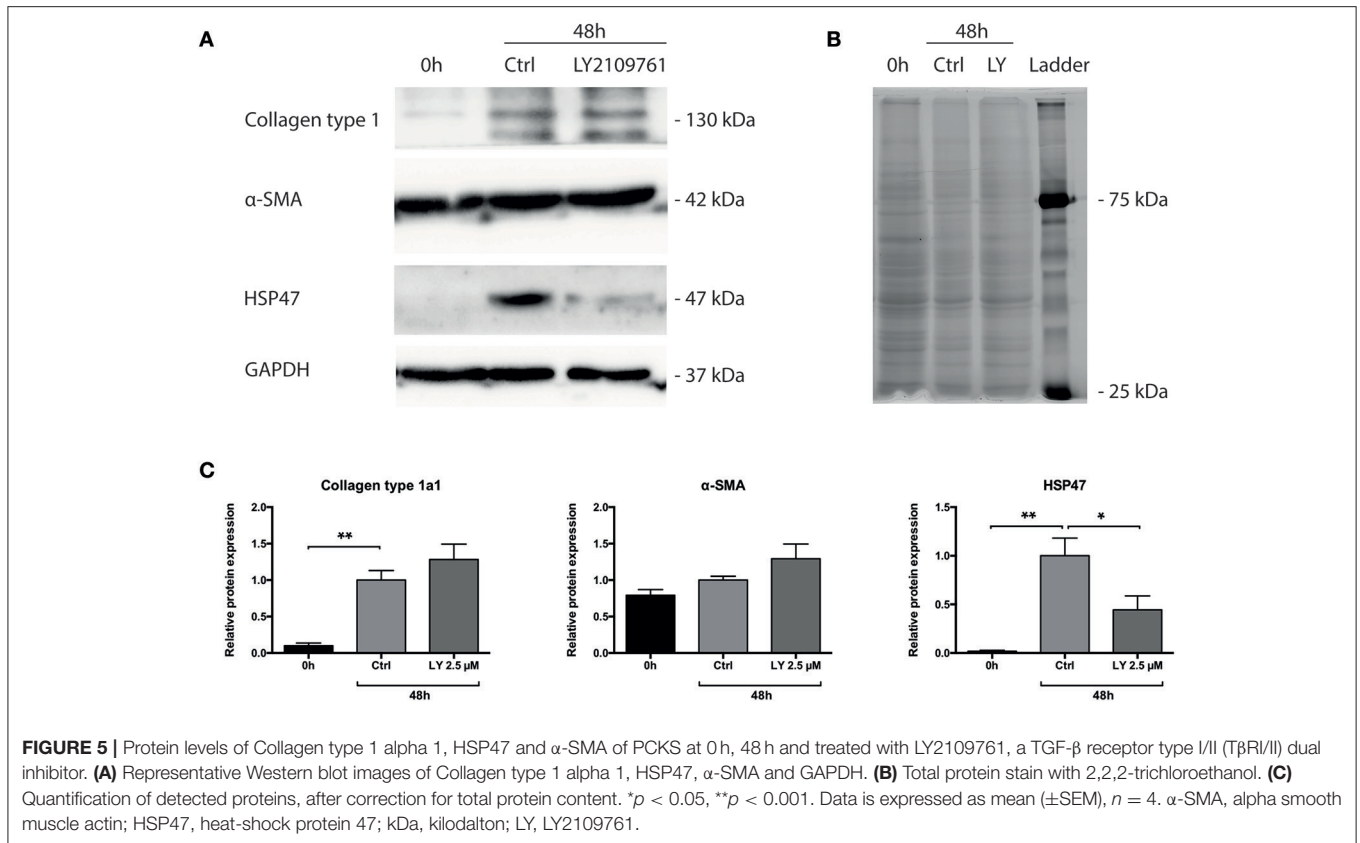 A
48h
0h Ctrl LY2109761
Collagen type 1 - 130 kDa
α-SMA - 42 kDa
HSP47 - 47 kDa
GAPDH - 37 kDa
B
48h
0h Ctrl LY Ladder
- 75 kDa
- 25 kDa
C
Collagen type 1a1
Relative protein expression
2.0
1.5
1.0
0.5
0.0
**
0h Ctrl LY 2.5 µM
48h
α-SMA
Relative protein expression
2.0
1.5
1.0
0.5
0.0
0h Ctrl LY 2.5 µM
48h
HSP47
Relative protein expression
1.5
1.0
0.5
0.0
** *
0h Ctrl LY 2.5 µM
48h
FIGURE 5 | Protein levels of Collagen type 1 alpha 1, HSP47 and α-SMA of PCKS at 0 h, 48 h and treated with LY2109761, a TGF-β receptor type I/II (TβRI/II) dual
inhibitor. (A) Representative Western blot images of Collagen type 1 alpha 1, HSP47, α-SMA and GAPDH. (B) Total protein stain with 2,2,2-trichloroethanol. (C)
Quantification of detected proteins, after correction for total protein content. *p < 0.05, **p < 0.001. Data is expressed as mean (±SEM), n = 4. α-SMA, alpha smooth
muscle actin; HSP47, heat-shock protein 47; kDa, kilodalton; LY, LY2109761.